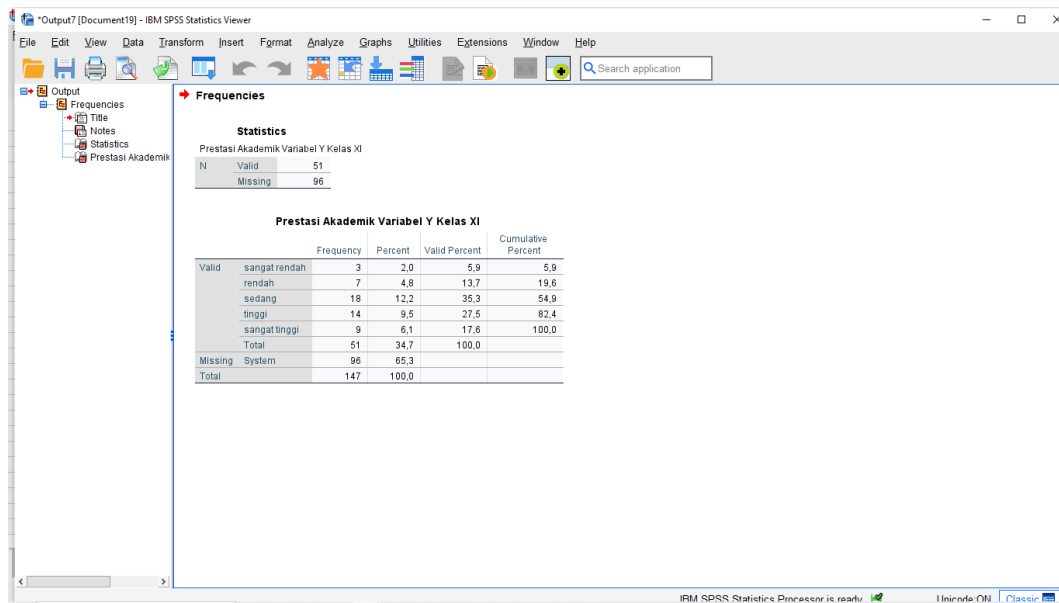 *Output7 [Document19] - IBM SPSS Statistics Viewer
File Edit View Data Transform Insert Format Analyze Graphs Utilities Extensions Window Help
Search application
Output
Frequencies
Title
Notes
Statistics
Prestasi Akademik
Frequencies
Statistics
Prestasi Akademik Variabel Y Kelas XI
N Valid 51
Missing 96
Prestasi Akademik Variabel Y Kelas XI
Frequency Percent Valid Percent Cumulative Percent
Valid sangat rendah 3 2,0 5,9 5,9
rendah 7 4,8 13,7 19,6
sedang 18 12,2 35,3 54,9
tinggi 14 9,5 27,5 82,4
sangat tinggi 9 6,1 17,6 100,0
Total 51 34,7 100,0
Missing System 96 65,3
Total 147 100,0
IBM SPSS Statistics Processor is ready Unicode:ON Classic